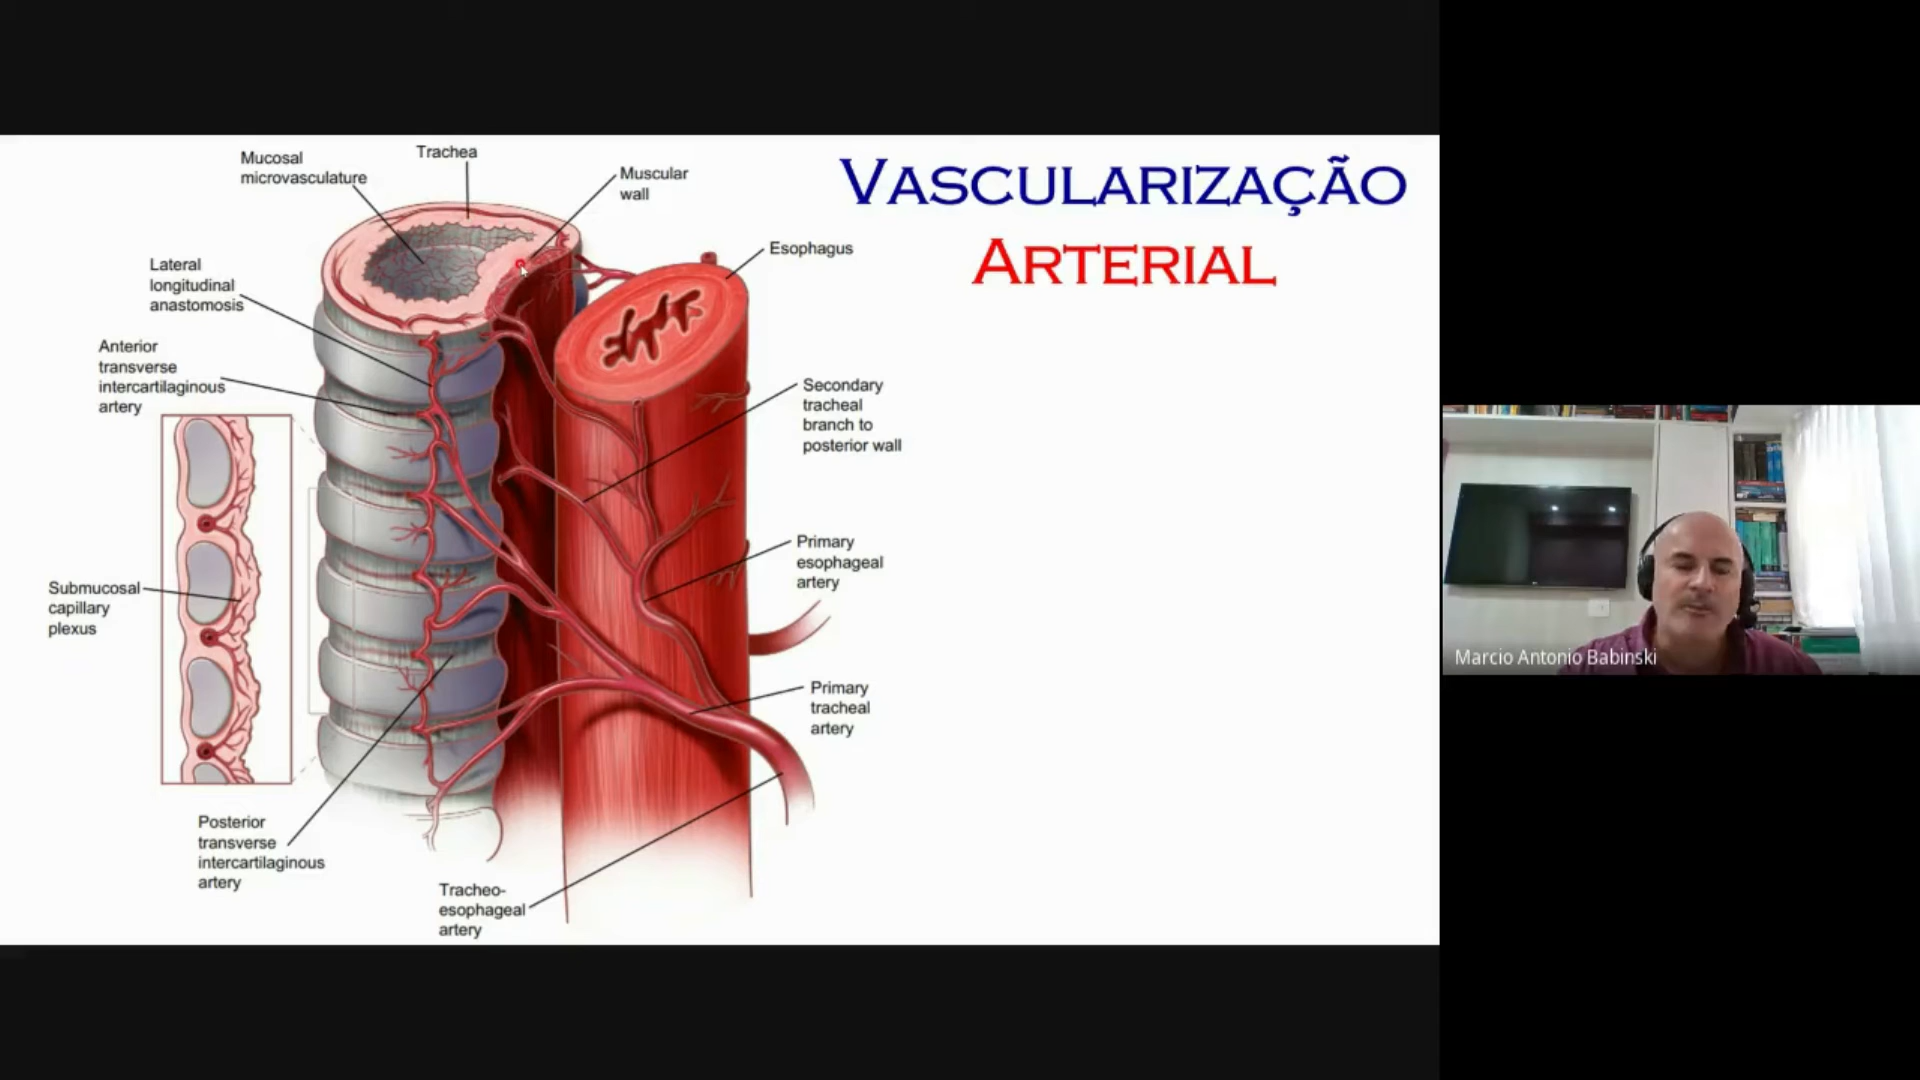 VASCULARIZAÇÃO
ARTERIAL
Mucosal
microvasculature
Trachea
Muscular
wall
Esophagus
Lateral
longitudinal
anastomosis
Anterior
transverse
intercartilaginous
artery
Secondary
tracheal
branch to
posterior wall
Primary
esophageal
artery
Submucosal
capillary
plexus
Primary
tracheal
artery
Posterior
transverse
intercartilaginous
artery
Tracheo-
esophageal
artery
Marcio Antonio Babinski